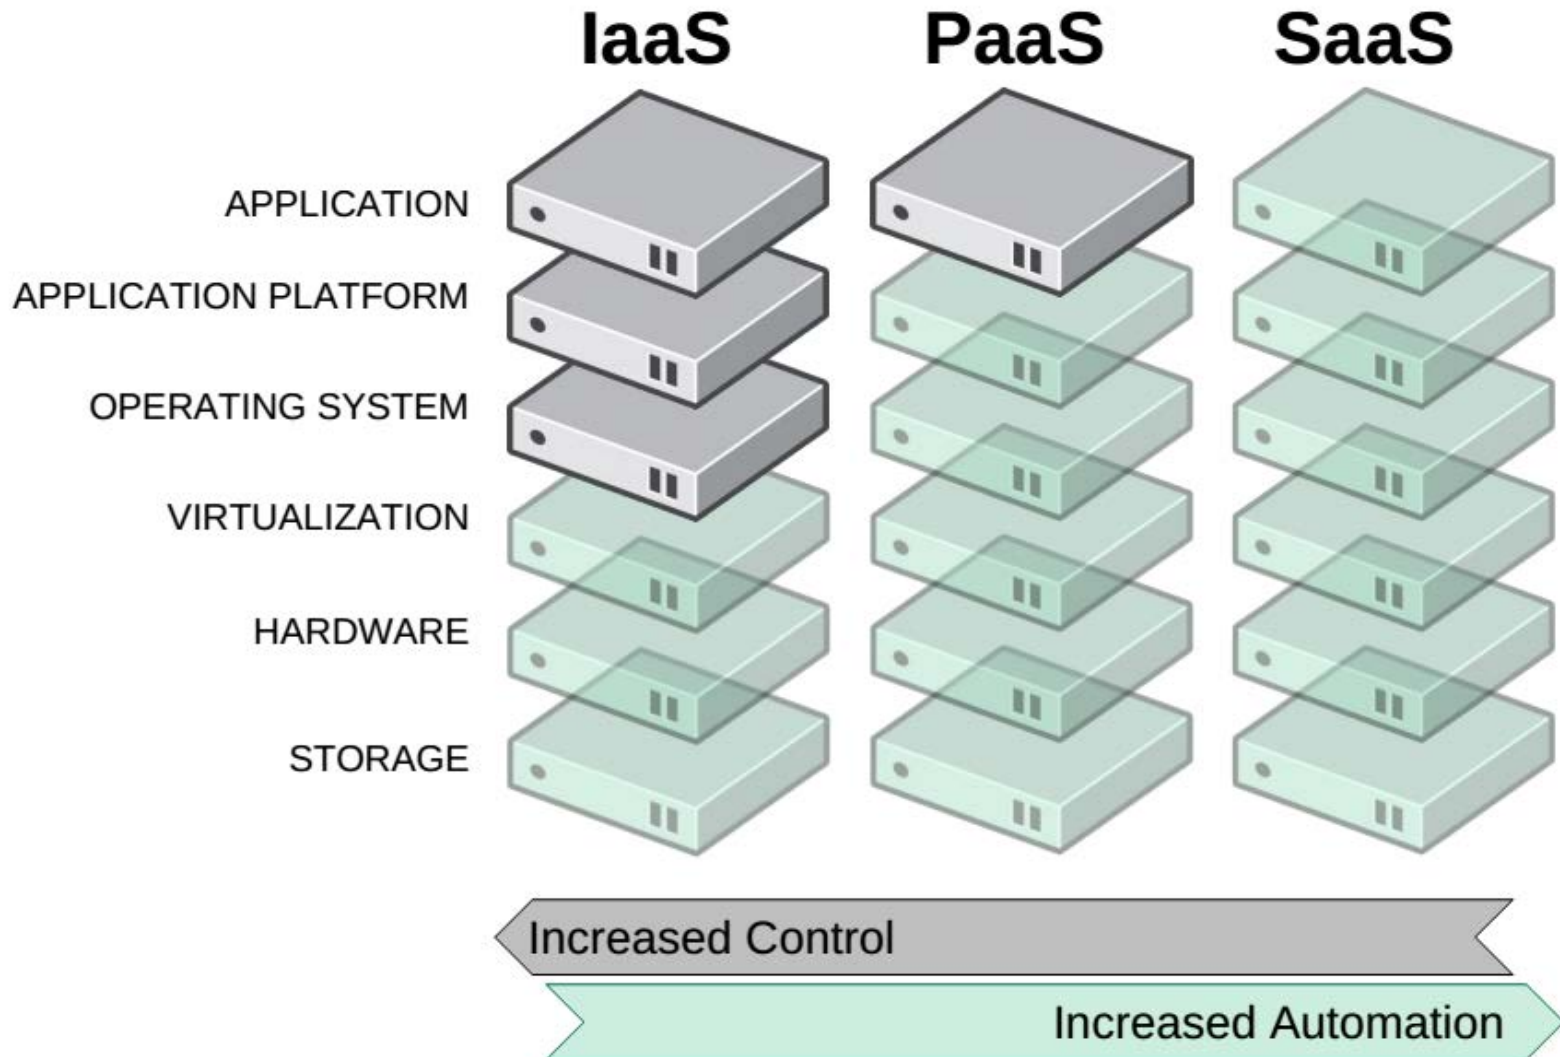 IaaS PaaS SaaS
APPLICATION
APPLICATION PLATFORM
OPERATING SYSTEM
VIRTUALIZATION
HARDWARE
STORAGE
Increased Control
Increased Automation